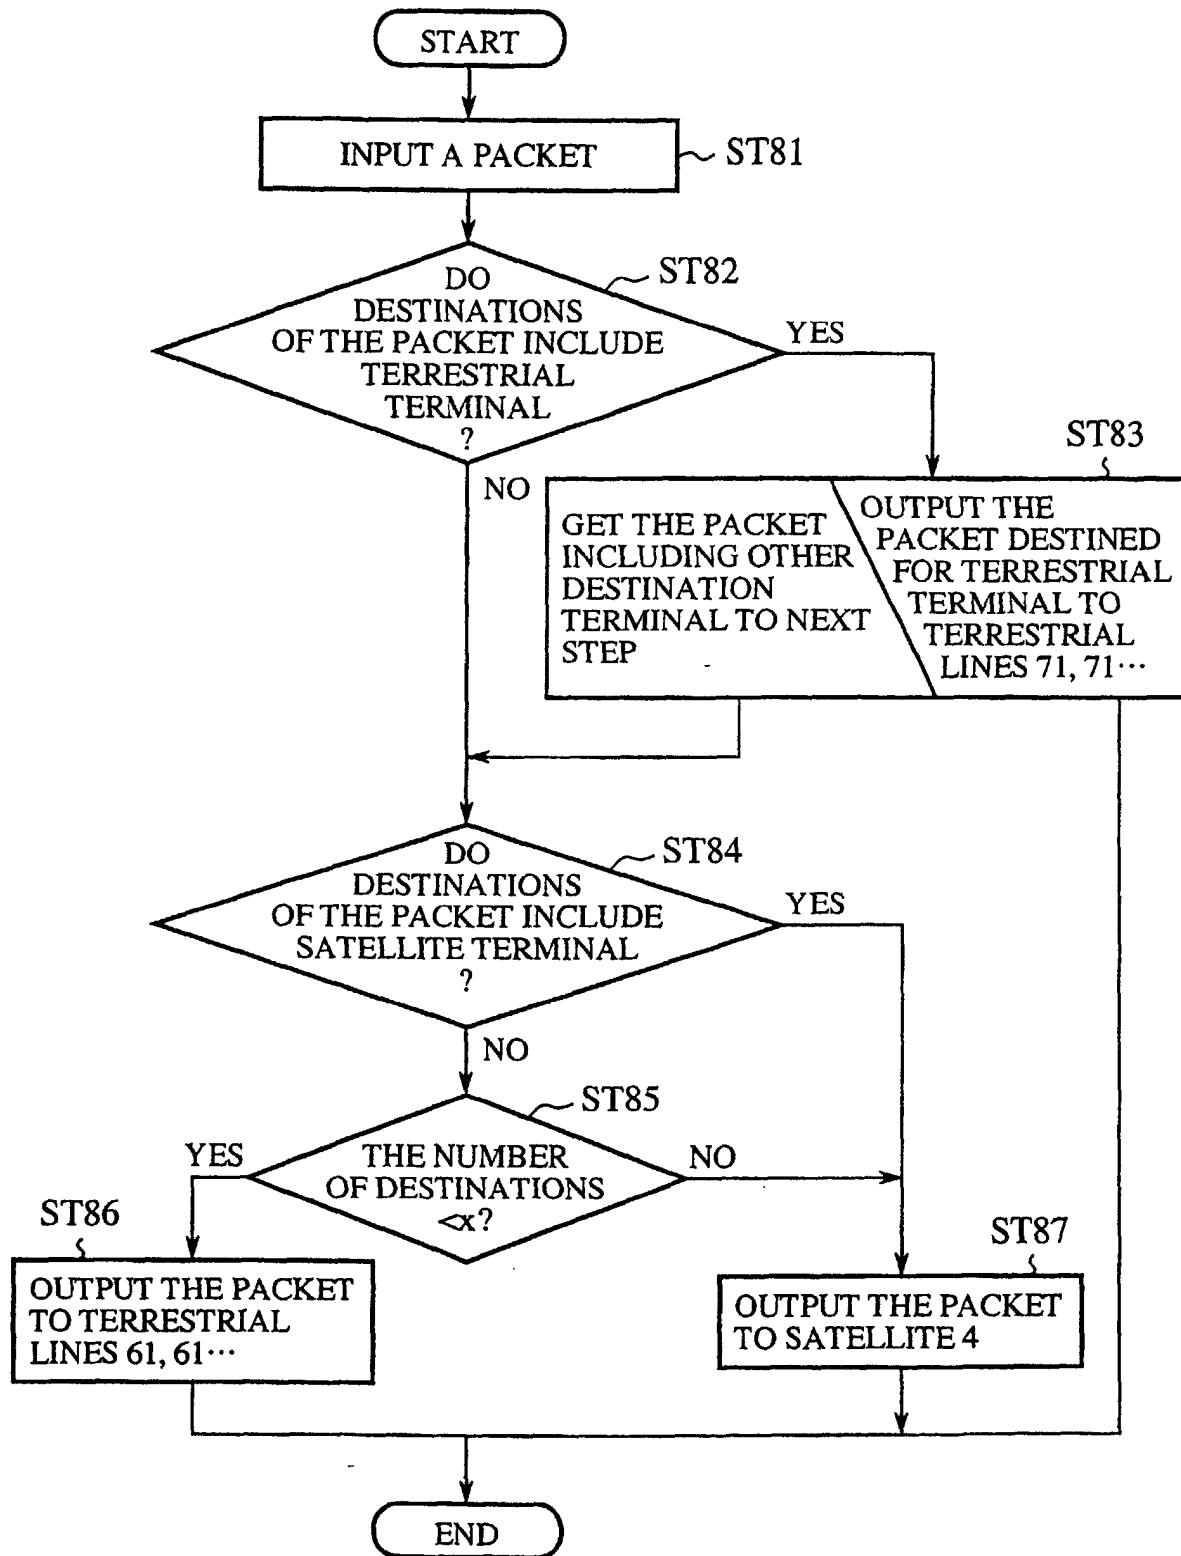 START
INPUT A PACKET
ST81
DO
DESTINATIONS
OF THE PACKET INCLUDE
TERRESTRIAL
TERMINAL
?
ST82
YES
NO
ST83
GET THE PACKET
INCLUDING OTHER
DESTINATION
TERMINAL TO NEXT
STEP
OUTPUT THE
PACKET DESTINED
FOR TERRESTRIAL
TERMINAL TO
TERRESTRIAL
LINES 71, 71···
DO
DESTINATIONS
OF THE PACKET INCLUDE
SATELLITE TERMINAL
?
ST84
YES
NO
ST85
THE NUMBER
OF DESTINATIONS
<x?
YES
NO
ST86
OUTPUT THE PACKET
TO TERRESTRIAL
LINES 61, 61···
ST87
OUTPUT THE PACKET
TO SATELLITE 4
END